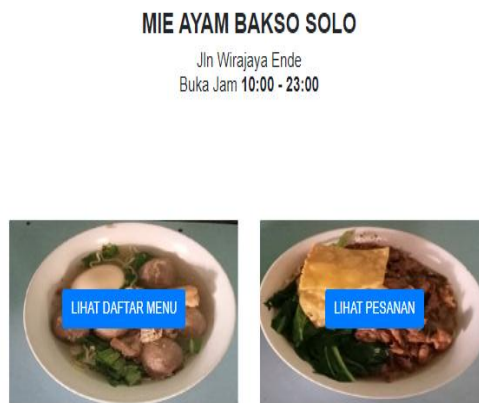 MIE AYAM BAKSO SOLO
Jln Wirajaya Ende
Buka Jam 10:00 - 23:00
LIHAT DAFTAR MENU
LIHAT PESANAN